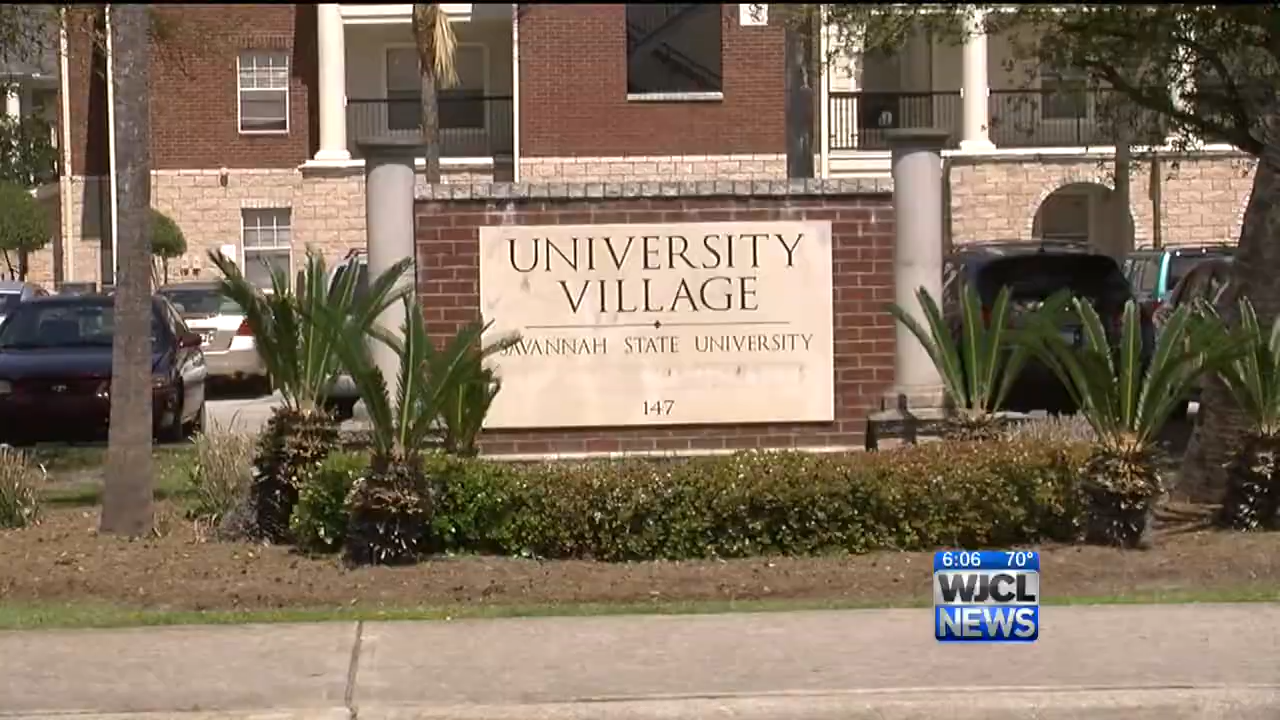 UNIVERSITY
VILLAGE
SAVANNAH STATE UNIVERSITY
147
6:06 70°
WJCL
NEWS